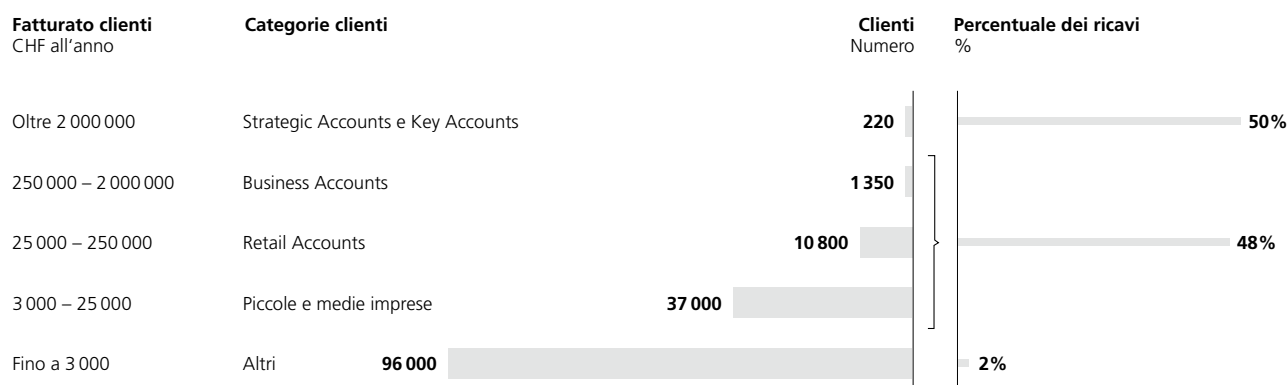 Fatturato clienti Categorie clienti Clienti Percentuale dei ricavi
CHF all‘anno Numero %
Oltre 2 000 000 Strategic Accounts e Key Accounts 220 50%
250 000 – 2 000 000 Business Accounts 1 350
25 000 – 250 000 Retail Accounts 10 800 48%
3 000 – 25 000 Piccole e medie imprese 37 000
Fino a 3 000 Altri 96 000 2%